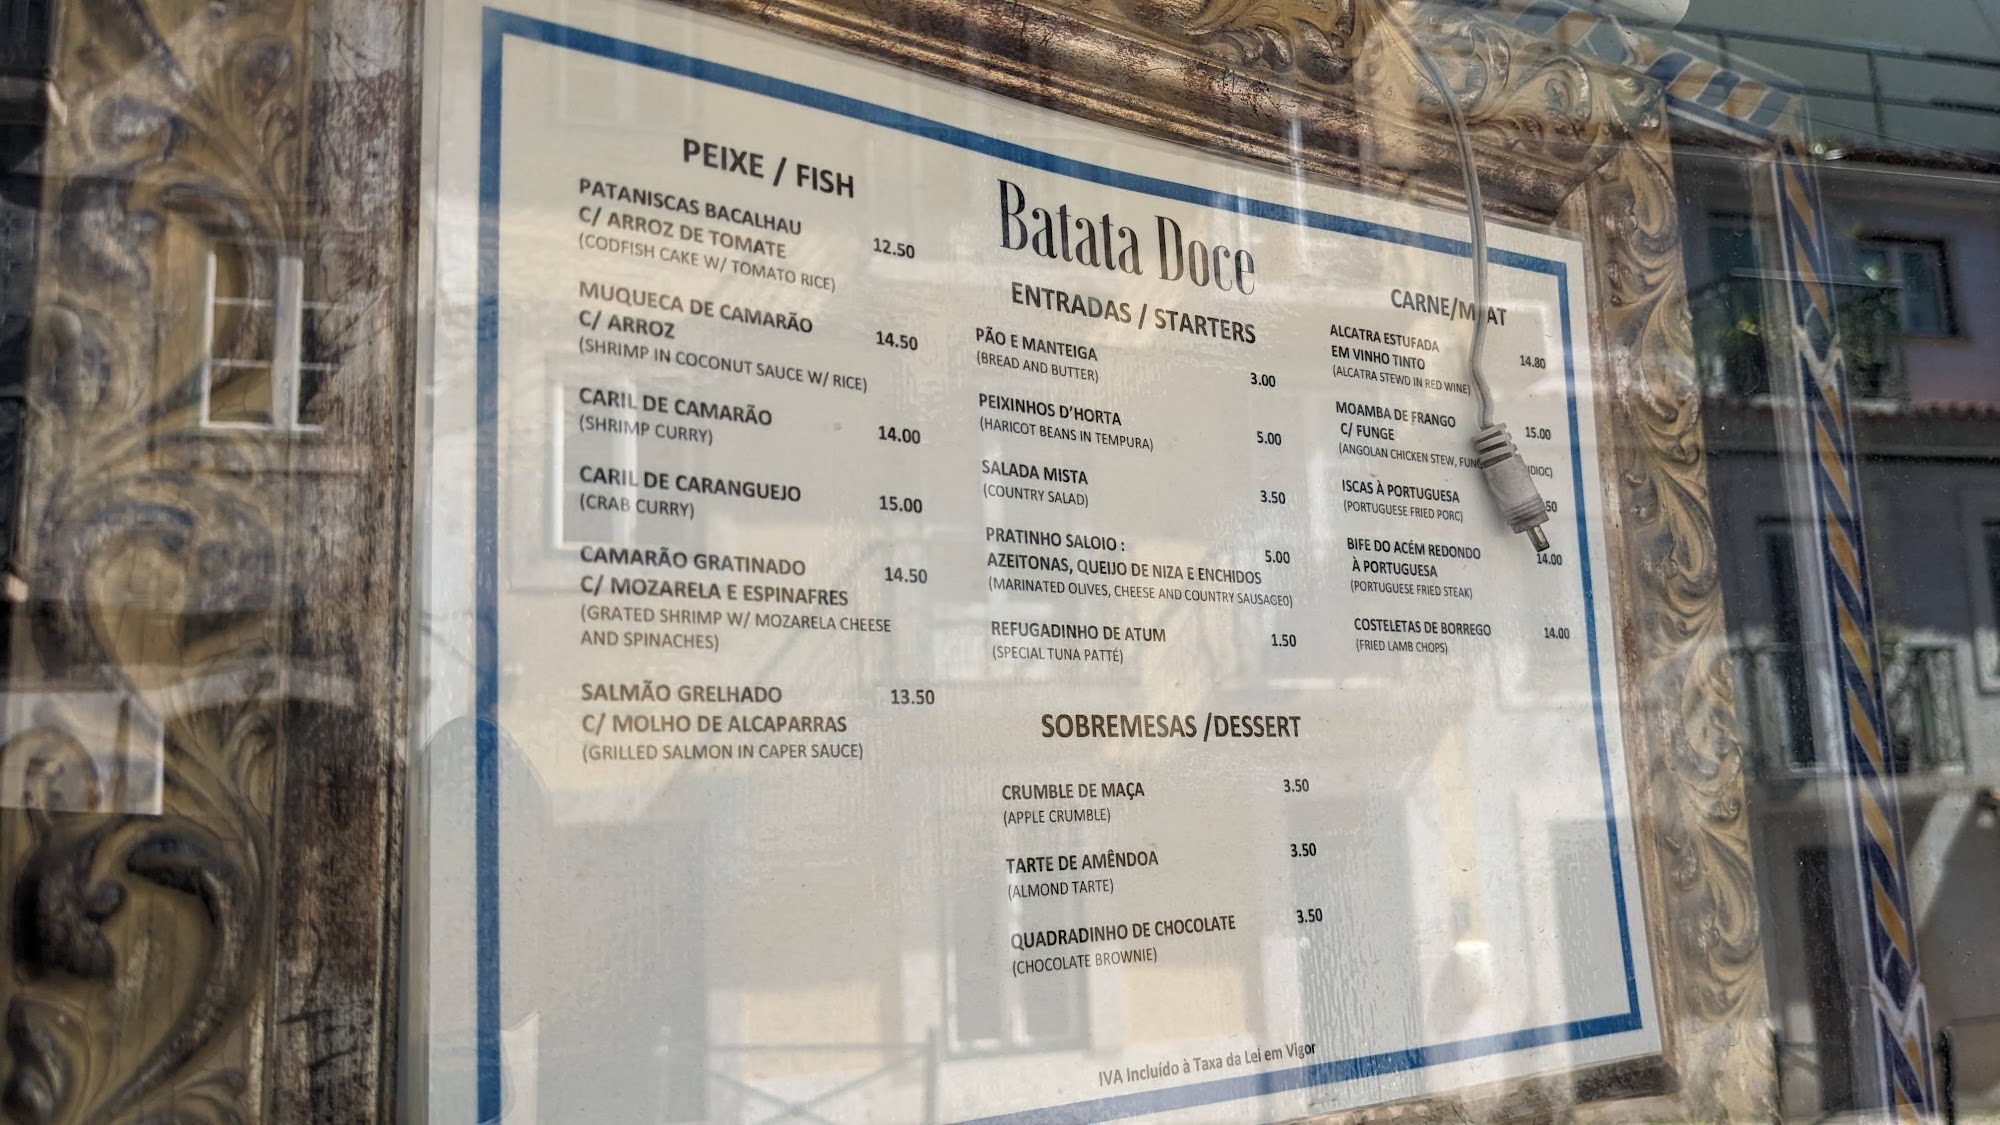 PEIXE / FISH
PATANISCAS BACALHAU
C/ ARROZ DE TOMATE 12.50
(CODFISH CAKE W/ TOMATO RICE)
MUQUECA DE CAMARÃO
C/ ARROZ 14.50
(SHRIMP IN COCONUT SAUCE W/ RICE)
CARIL DE CAMARÃO 14.00
(SHRIMP CURRY)
CARIL DE CARANGUEJO 15.00
(CRAB CURRY)
CAMARÃO GRATINADO 14.50
C/ MOZARELA E ESPINAFRES
(GRATED SHRIMP W/ MOZARELA CHEESE
AND SPINACHES)
SALMÃO GRELHADO 13.50
C/ MOLHO DE ALCAPARRAS
(GRILLED SALMON IN CAPER SAUCE)
Batata Doce
ENTRADAS / STARTERS
PÃO E MANTEIGA
(BREAD AND BUTTER) 3.00
PEIXINHOS D'HORTA
(HARICOT BEANS IN TEMPURA) 5.00
SALADA MISTA
(COUNTRY SALAD) 3.50
PRATINHO SALOIO :
AZEITONAS, QUEIJO DE NIZA E ENCHIDOS 5.00
(MARINATED OLIVES, CHEESE AND COUNTRY SAUSAGE0)
REFUGADINHO DE ATUM 1.50
(SPECIAL TUNA PATTÉ)
SOBREMESAS /DESSERT
CRUMBLE DE MAÇA 3.50
(APPLE CRUMBLE)
TARTE DE AMÊNDOA 3.50
(ALMOND TARTE)
QUADRADINHO DE CHOCOLATE 3.50
(CHOCOLATE BROWNIE)
CARNE/M AT
ALCATRA ESTUFADA
EM VINHO TINTO 14.80
(ALCATRA STEWD IN RED WINE)
MOAMBA DE FRANGO
C/ FUNGE 15.00
(ANGOLAN CHICKEN STEW,
ISCAS À PORTUGUESA
(PORTUGUESE FRIED PORC)
BIFE DO ACÉM REDONDO 14.00
À PORTUGUESA
(PORTUGUESE FRIED STEAK)
COSTELETAS DE BORREGO 14.00
(FRIED LAMB CHOPS)
IVA Incluído à Taxa da Lei em Vigor